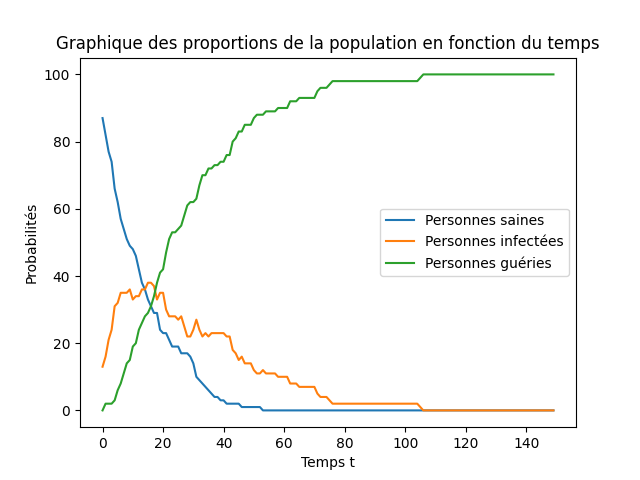 Graphique des proportions de la population en fonction du temps
100
80
60
40
20
0
Probabilités
Personnes saines
Personnes infectées
Personnes guéries
0 20 40 60 80 100 120 140
Temps t